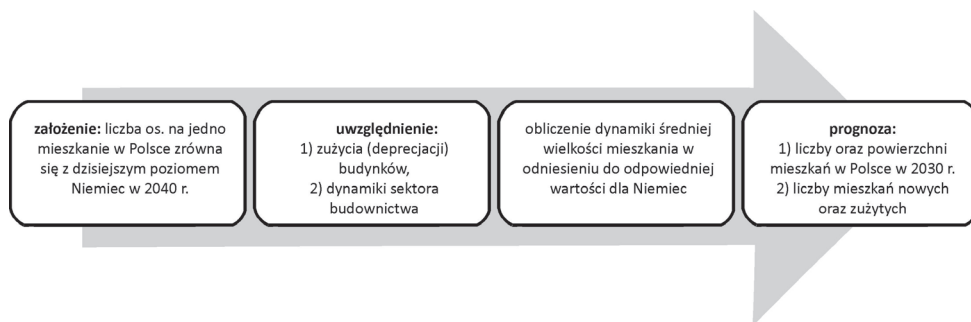 założenie: liczba os. na jedno
mieszkanie w Polsce zrówna
się z dzisiejszym poziomem
Niemiec w 2040 r.
uwzględnienie:
1) zużycia (deprecjacji)
budynków,
2) dynamiki sektora
budownictwa
obliczenie dynamiki średniej
wielkości mieszkania w
odniesieniu do odpowiedniej
wartości dla Niemiec
prognoza:
1) liczby oraz powierzchni
mieszkań w Polsce w 2030 r.
2) liczby mieszkań nowych
oraz zużytych